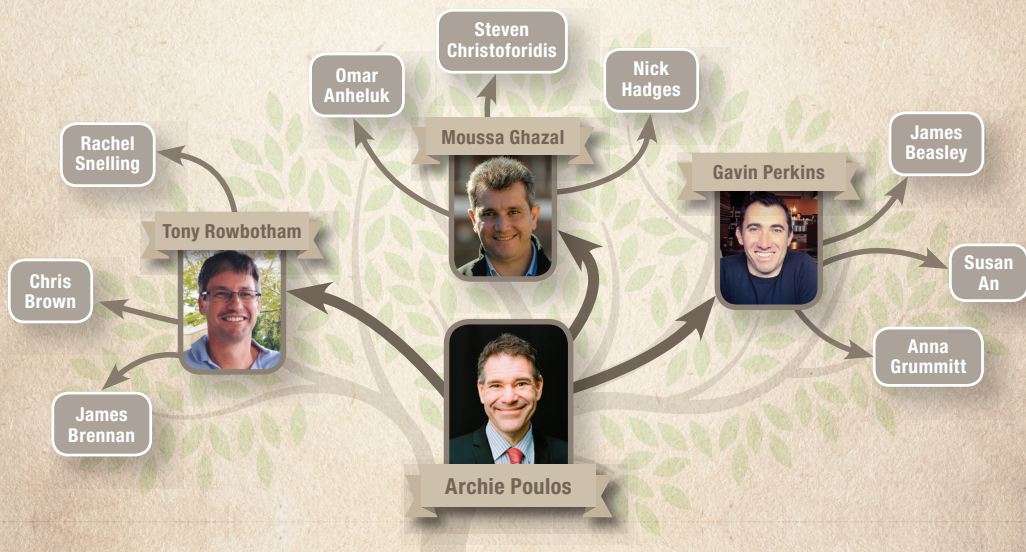 Steven
Christoforidis
Omar
Anheluk
Nick
Hadges
Rachel
Snelling
Moussa Ghazal
James
Beasley
Gavin Perkins
Tony Rowbotham
Chris
Brown
Susan
An
Anna
Grummitt
James
Brennan
Archie Poulos